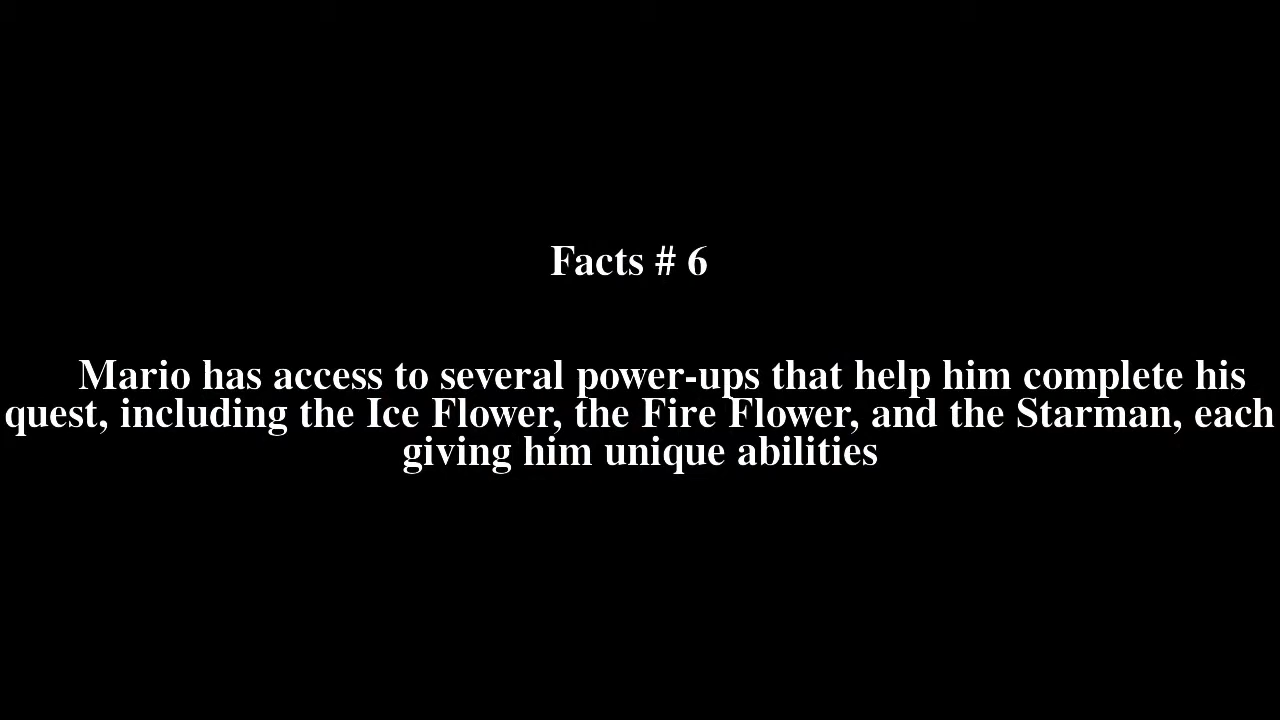 Facts # 6
Mario has access to several power-ups that help him complete his
quest, including the Ice Flower, the Fire Flower, and the Starman, each
giving him unique abilities